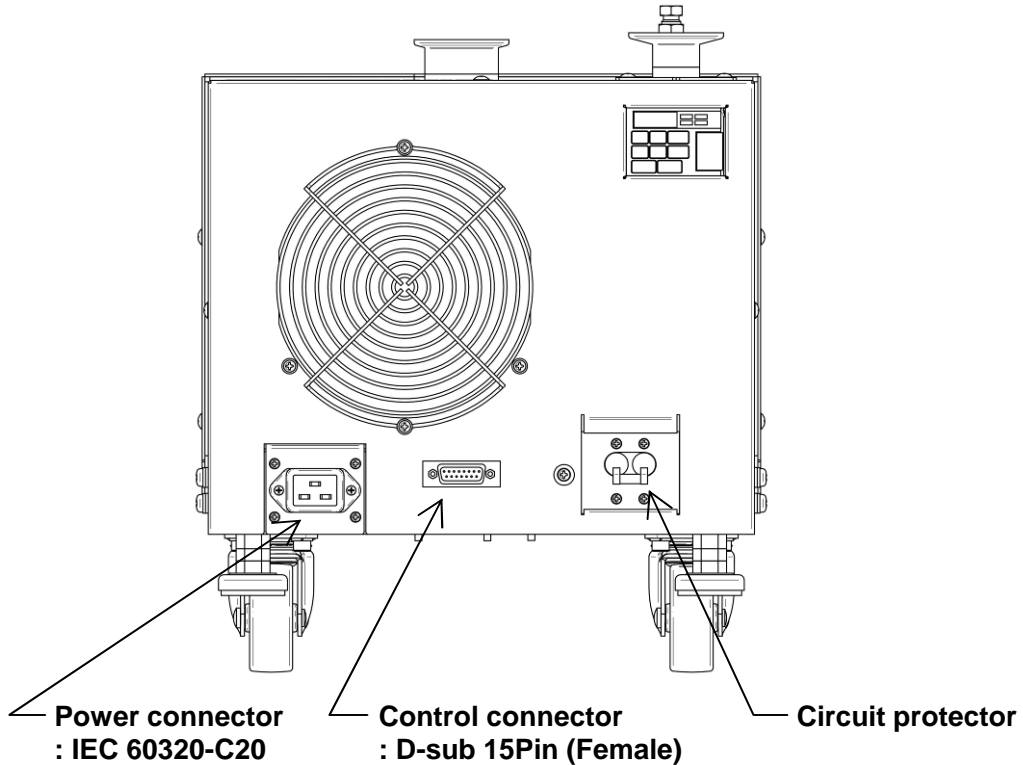 Power connector
: IEC 60320-C20
Control connector
: D-sub 15Pin (Female)
Circuit protector